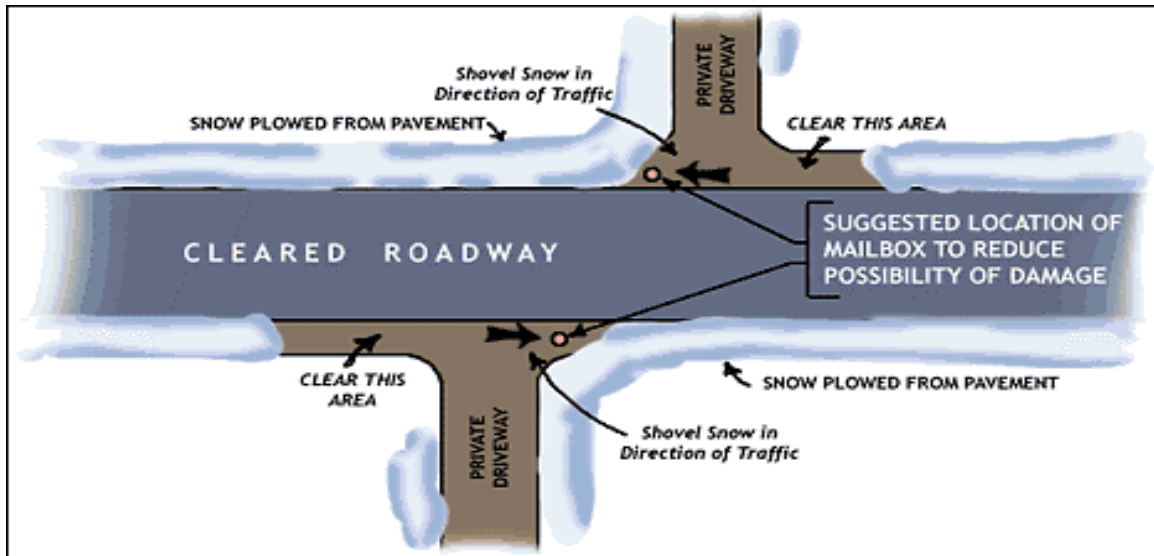 Shovel Snow in
Direction of Traffic
PRIVATE
DRIVEWAY
SNOW PLOWED FROM PAVEMENT
CLEAR THIS AREA
CLEARED ROADWAY
SUGGESTED LOCATION OF
MAILBOX TO REDUCE
POSSIBILITY OF DAMAGE
CLEAR THIS
AREA
SNOW PLOWED FROM PAVEMENT
PRIVATE
DRIVEWAY
Shovel Snow in
Direction of Traffic